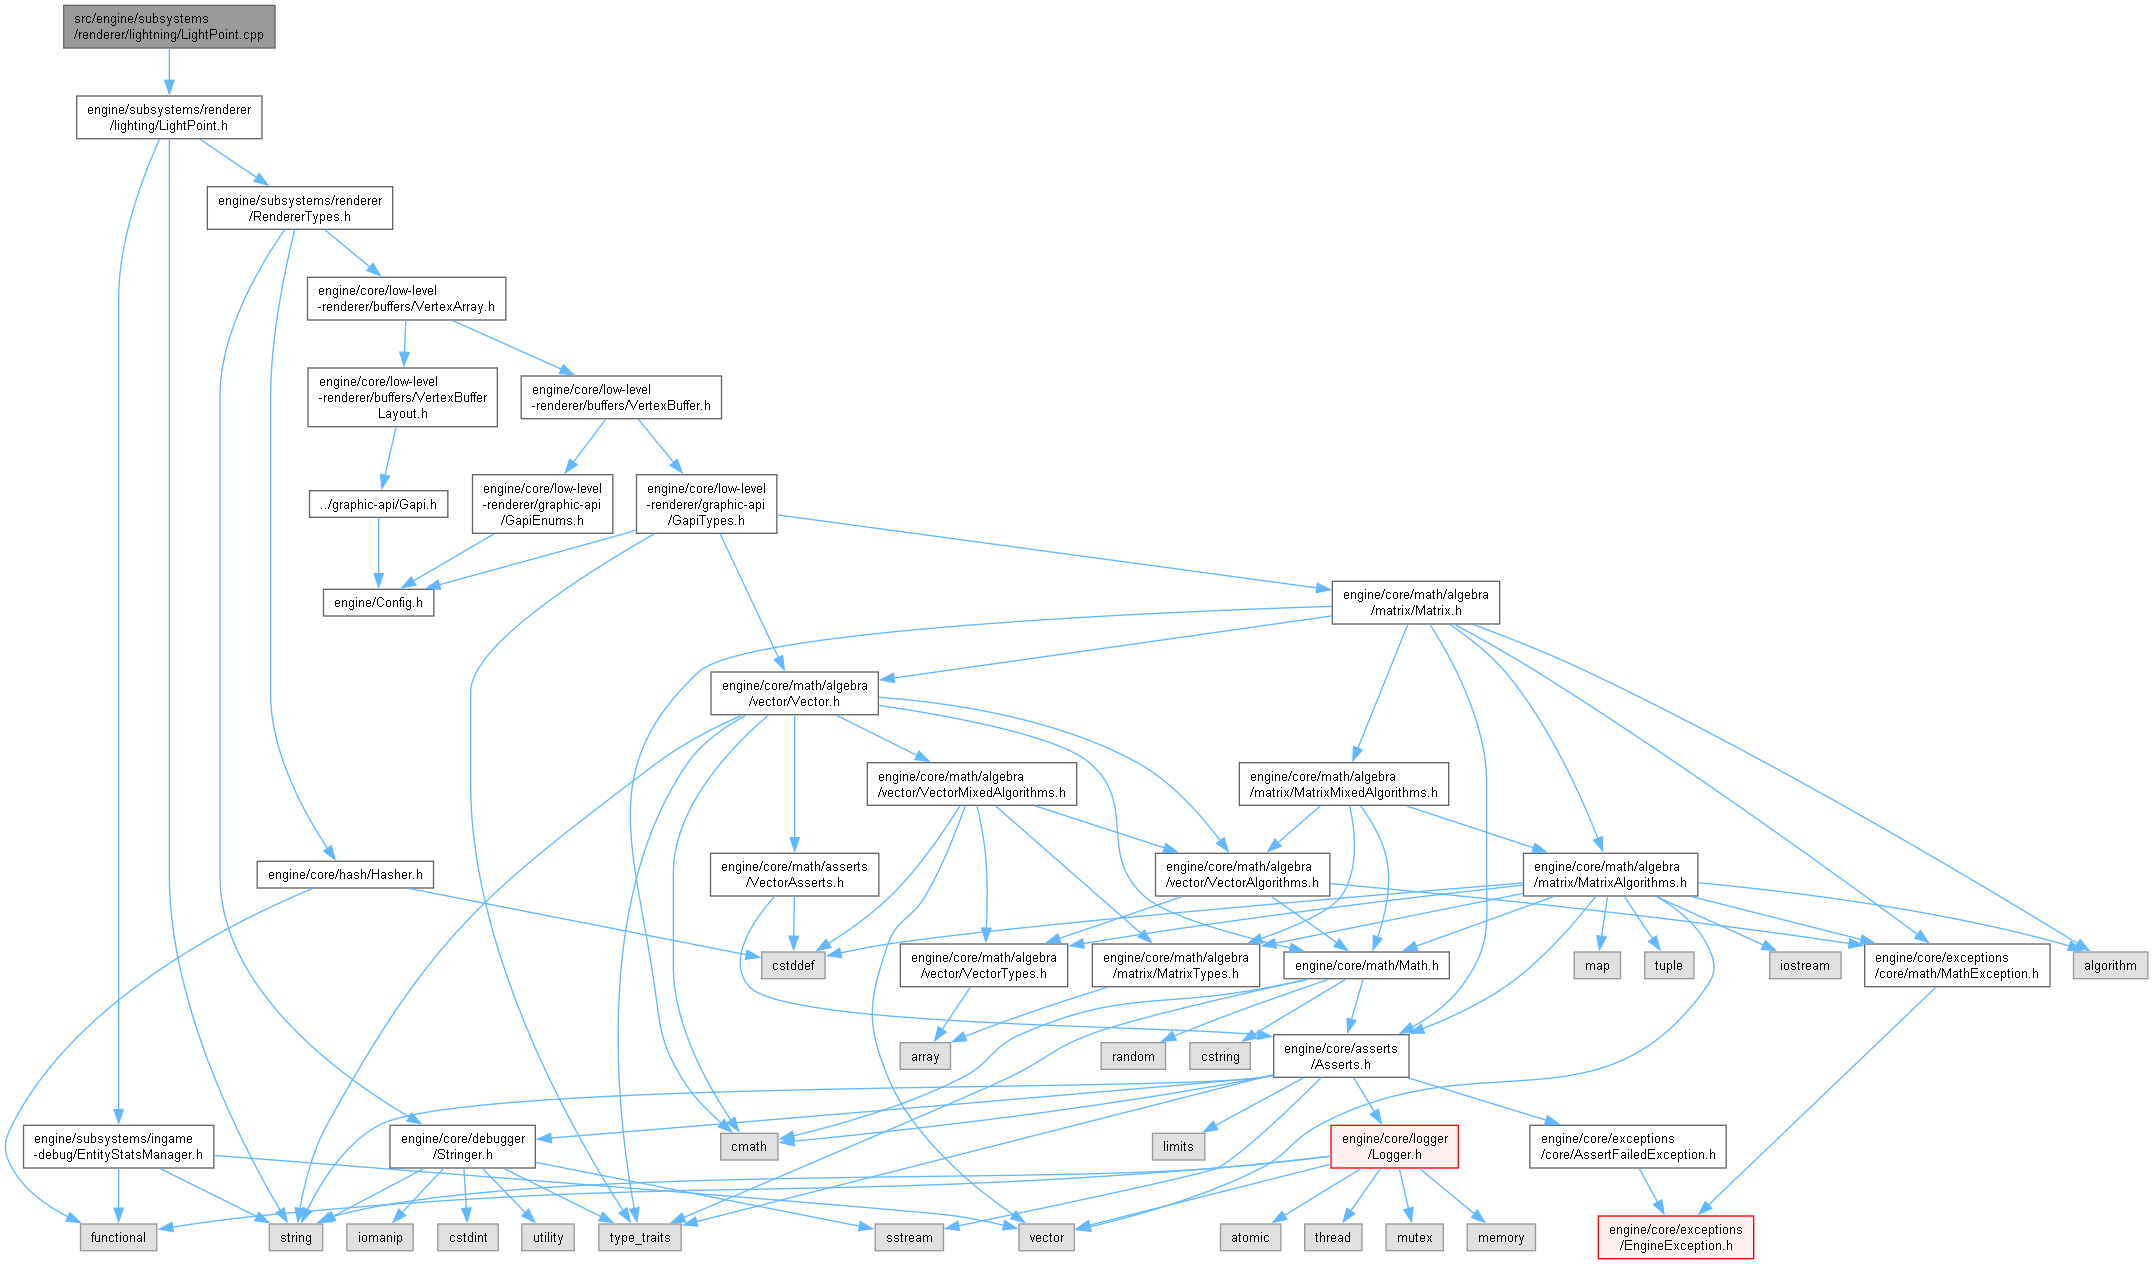 src/engine/subsystems
/renderer/lightning/LightPoint.cpp
engine/subsystems/renderer
/lighting/LightPoint.h
engine/subsystems/renderer
/RendererTypes.h
engine/core/low-level
-renderer/buffers/VertexArray.h
engine/core/low-level
-renderer/buffers/VertexBuffer
Layout.h
engine/core/low-level
-renderer/buffers/VertexBuffer.h
../graphic-api/Gapi.h
engine/core/low-level
-renderer/graphic-api
/GapiEnums.h
engine/core/low-level
-renderer/graphic-api
/GapiTypes.h
engine/Config.h
engine/core/math/algebra
/matrix/Matrix.h
engine/core/math/algebra
/vector/Vector.h
engine/core/math/algebra
/vector/VectorMixedAlgorithms.h
engine/core/math/algebra
/matrix/MatrixMixedAlgorithms.h
engine/core/hash/Hasher.h
engine/core/math/asserts
/VectorAsserts.h
engine/core/math/algebra
/vector/VectorAlgorithms.h
engine/core/math/algebra
/matrix/MatrixAlgorithms.h
cstddef
engine/core/math/algebra
/vector/VectorTypes.h
engine/core/math/algebra
/matrix/MatrixTypes.h
engine/core/math/Math.h
map
tuple
iostream
engine/core/exceptions
/core/math/MathException.h
algorithm
array
random
cstring
engine/core/asserts
/Asserts.h
engine/subsystems/ingame
-debug/EntityStatsManager.h
engine/core/debugger
/Stringer.h
cmath
limits
engine/core/logger
/Logger.h
engine/core/exceptions
/core/AssertFailedException.h
functional
string
iomanip
cstdint
utility
type_traits
sstream
vector
atomic
thread
mutex
memory
engine/core/exceptions
/EngineException.h